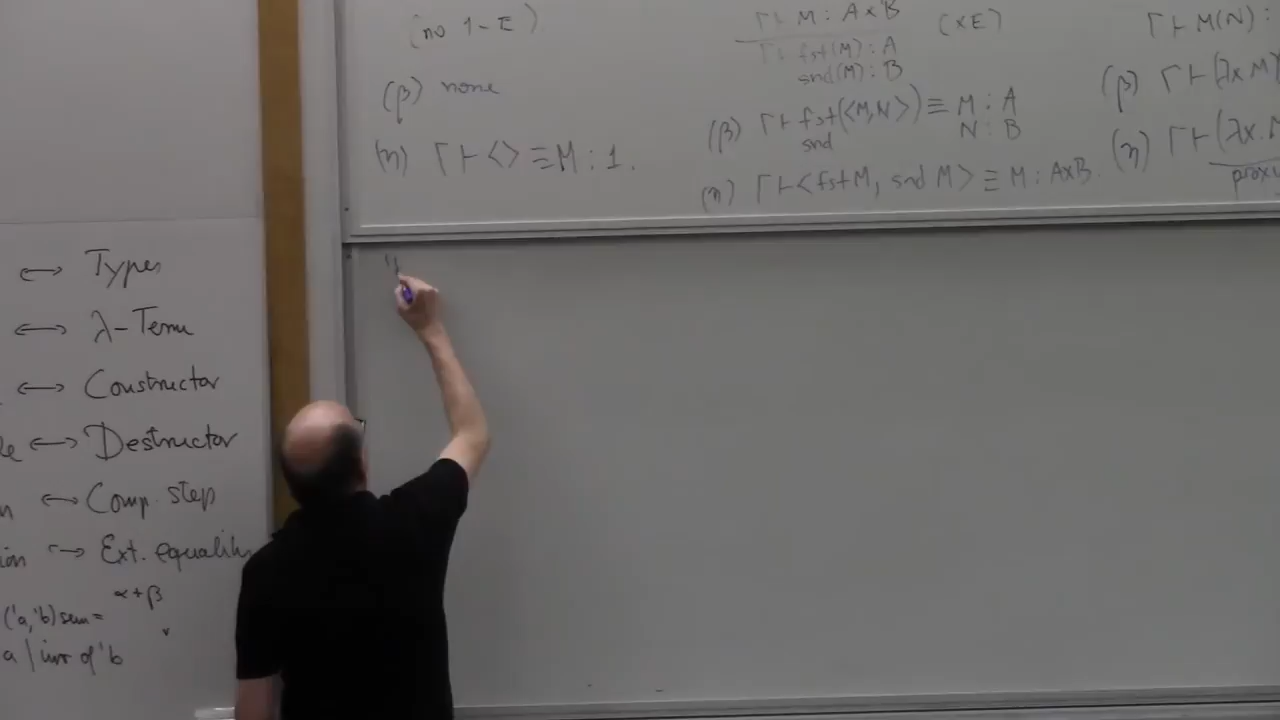 (no 1-E)
(β) none
(η) Γ ⊢ <> ≡ M : 1.
Γ ⊢ M : A×B
Γ ⊢ fst(M) : A
snd(M) : B
(×E)
(β) Γ ⊢ fst(<M,N>) ≡ M : A
snd N : B
(η) Γ ⊢ <fst M, snd M> ≡ M : A×B.
Γ ⊢ M(N) :
(β) Γ ⊢ (λx M)
(η) Γ ⊢ (λx.
⟷ Types
⟷ λ-Term
⟷ Constructor
⟷ Destructor
⟷ Comp. step
⟷ Ext. equality
α+β
('a,'b) sum =
a | inr of 'b